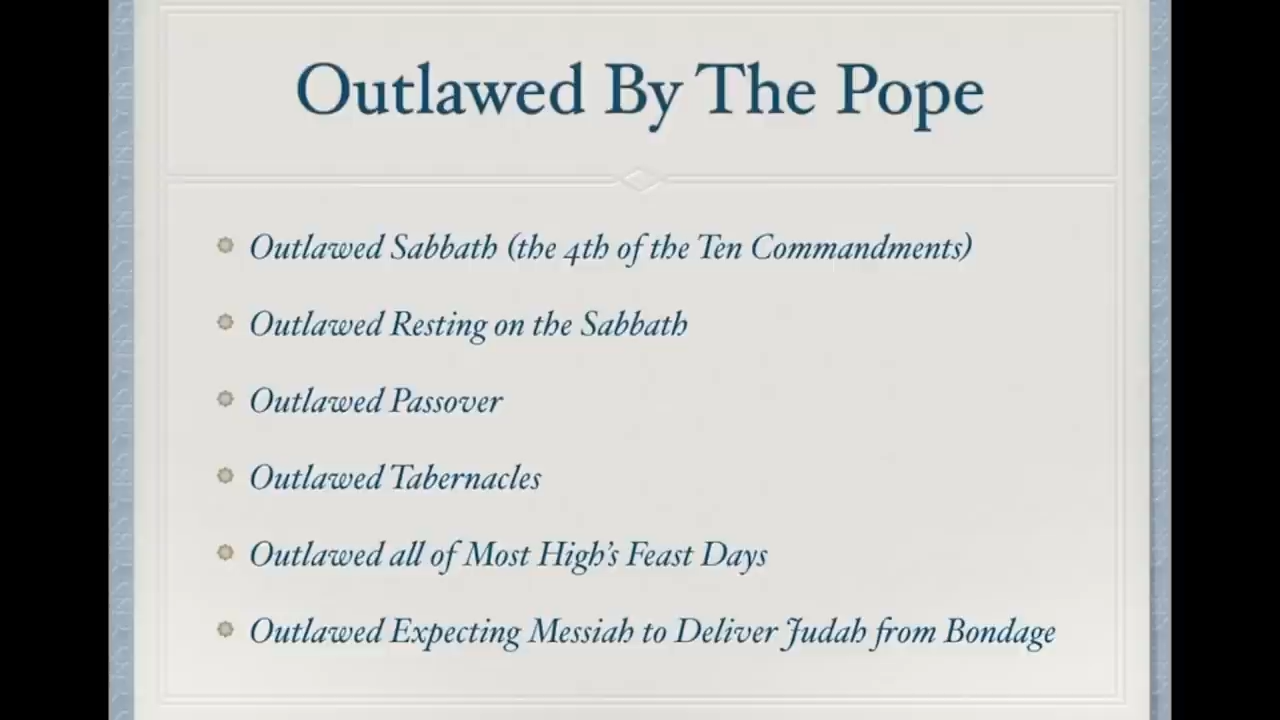 Outlawed By The Pope
Outlawed Sabbath (the 4th of the Ten Commandments)
Outlawed Resting on the Sabbath
Outlawed Passover
Outlawed Tabernacles
Outlawed all of Most High's Feast Days
Outlawed Expecting Messiah to Deliver Judah from Bondage